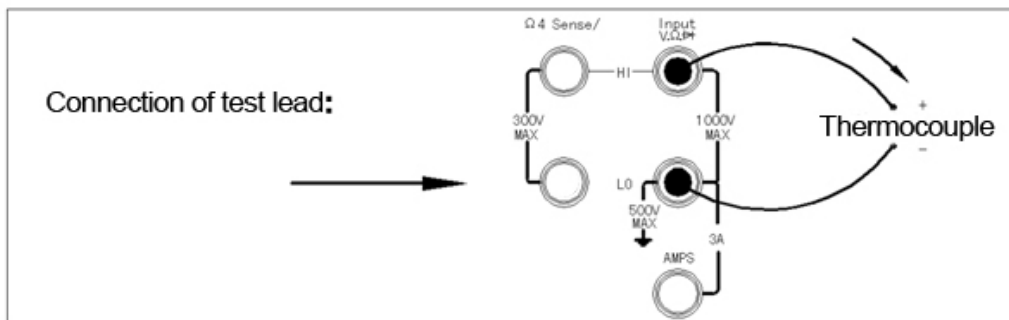 Ω4 Sense/
Input
V.Ω.
HI
Connection of test lead:
300V
MAX
1000V
MAX
+
Thermocouple
-
LO
500V
MAX
3A
AMPS